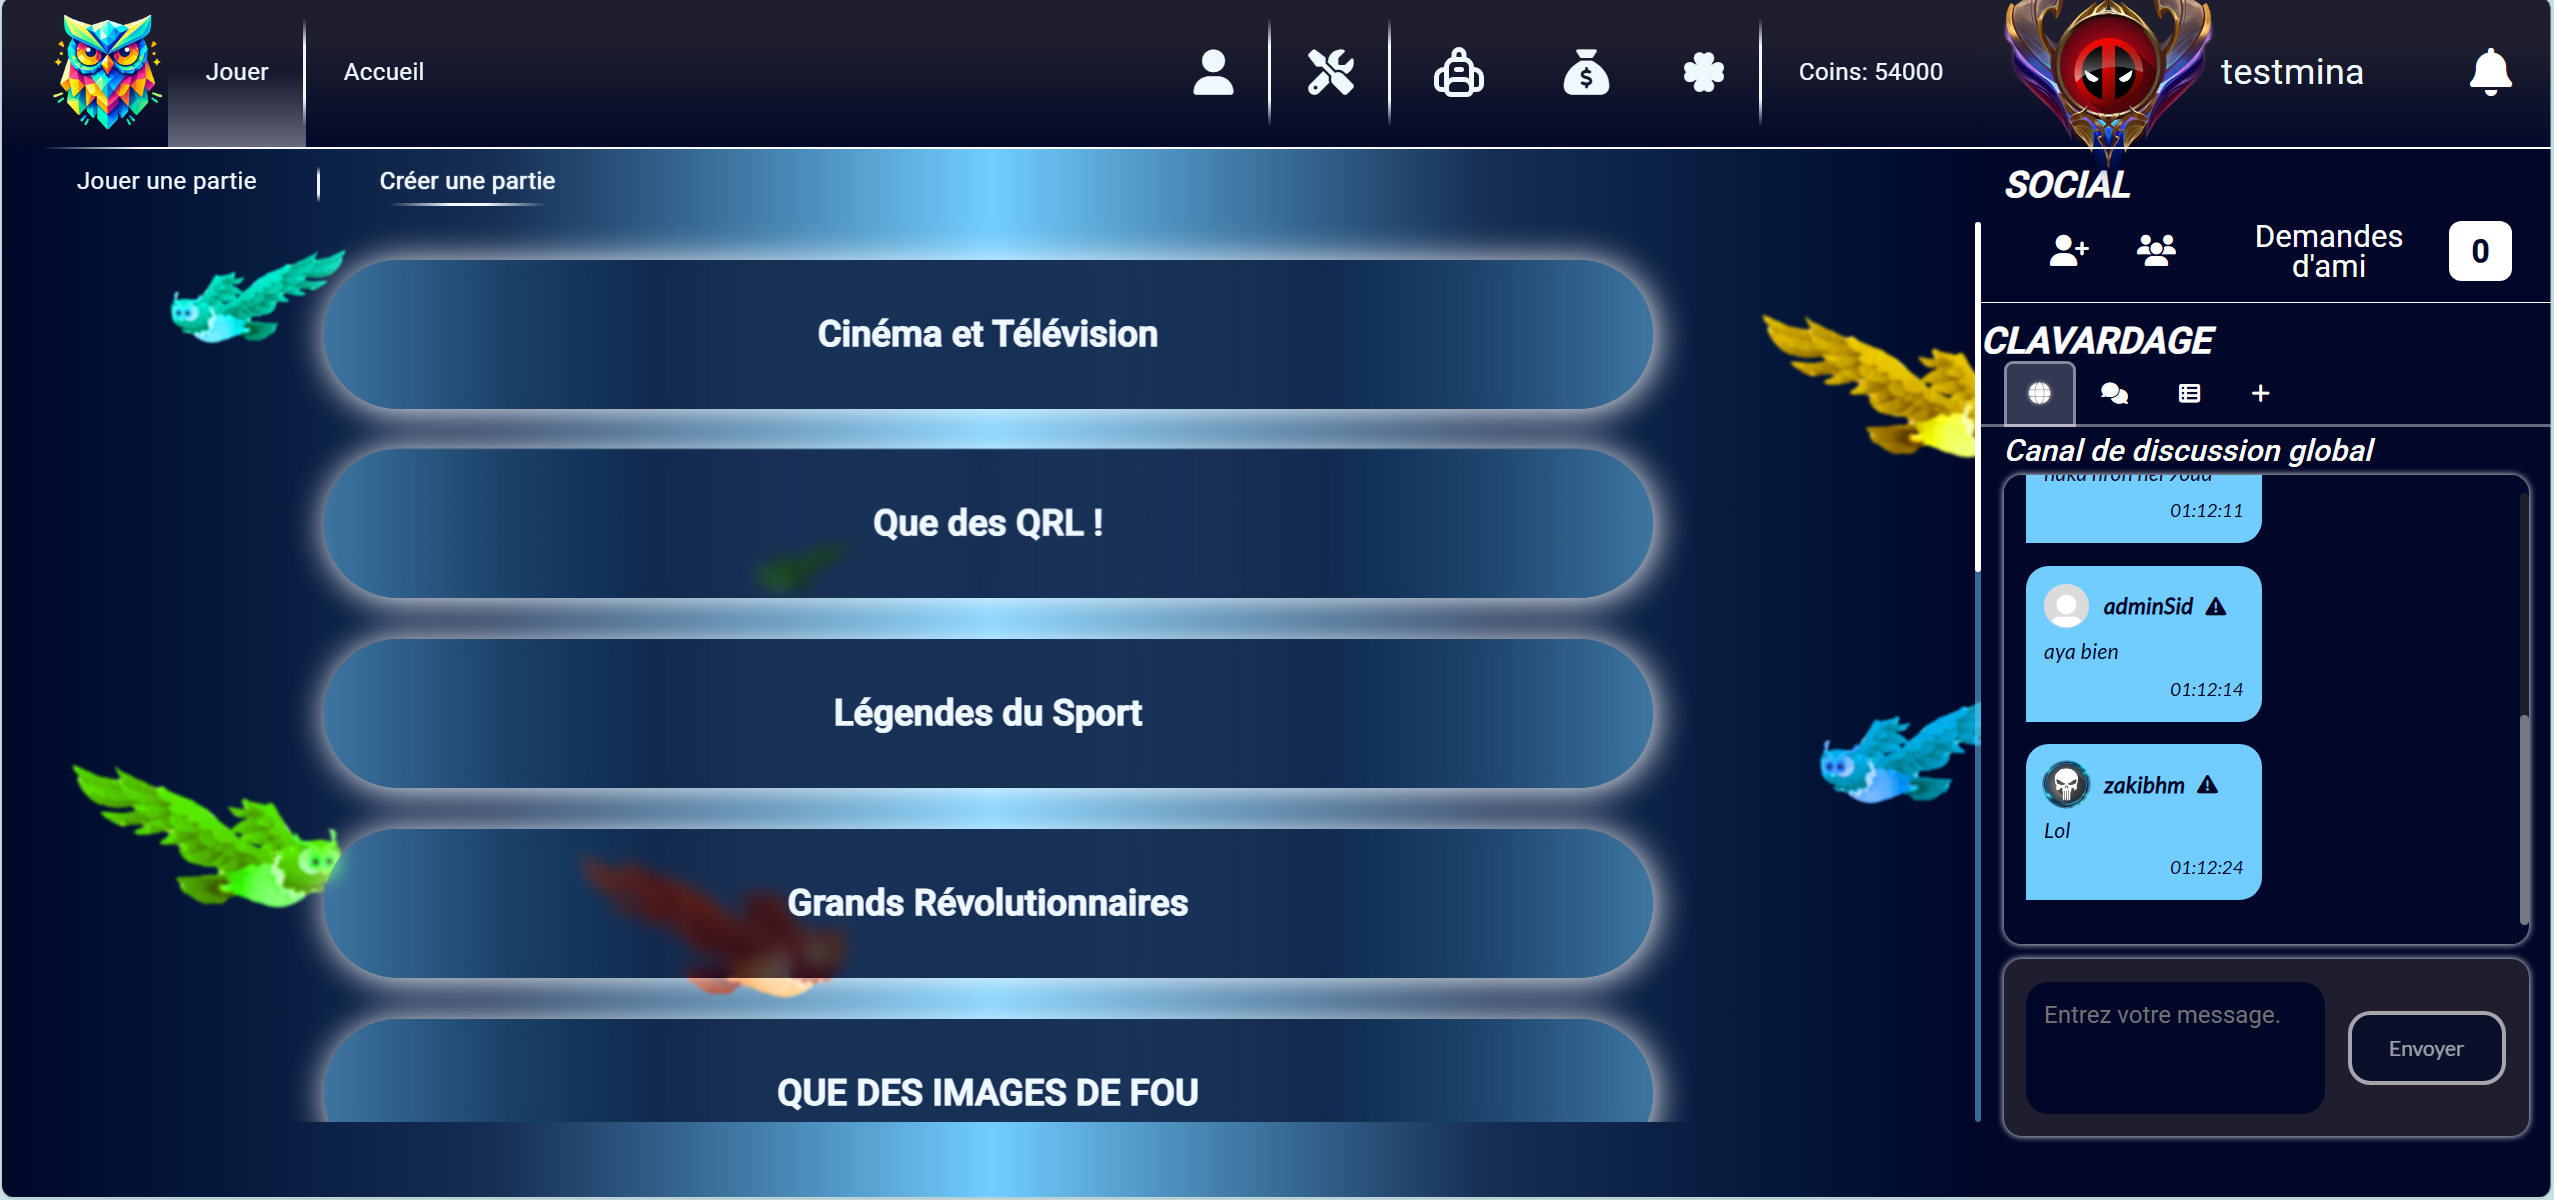 Jouer
Accueil
Coins: 54000
testmina
Jouer une partie
Créer une partie
Cinéma et Télévision
Que des QRL !
Légendes du Sport
Grands Révolutionnaires
QUE DES IMAGES DE FOU
SOCIAL
Demandes
d'ami
0
CLAVARDAGE
Canal de discussion global
01:12:11
adminSid
aya bien
01:12:14
zakibhm
Lol
01:12:24
Entrez votre message.
Envoyer